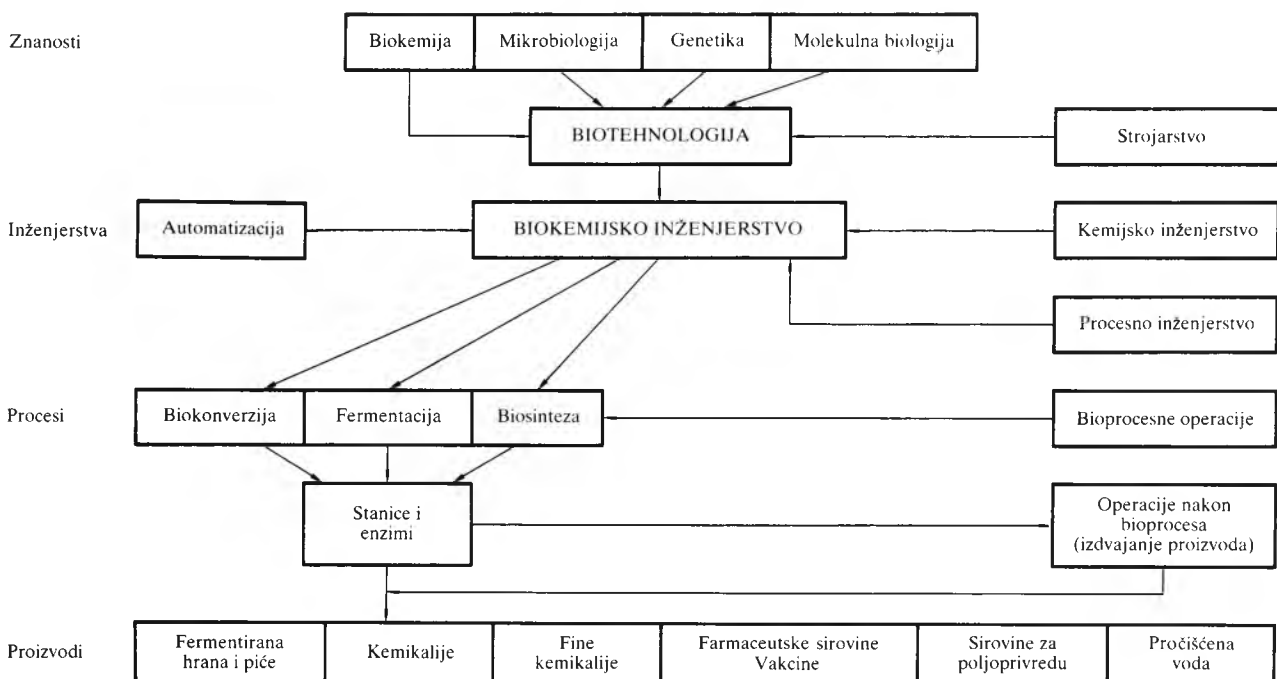 Znanosti
Biokemija
Mikrobiologija
Genetika
Molekulna biologija
BIOTEHNOLOGIJA
Strojarstvo
Inženjerstva
Automatizacija
BIOKEMIJSKO INŽENJERSTVO
Kemijsko inženjerstvo
Procesno inženjerstvo
Procesi
Biokonverzija
Fermentacija
Biosinteza
Bioprocesne operacije
Stanice i
enzimi
Operacije nakon
bioprocesa
(izdvajanje proizvoda)
Proizvodi
Fermentirana
hrana i piće
Kemikalije
Fine
kemikalije
Farmaceutske sirovine
Vakcine
Sirovine za
poljoprivredu
Pročišćena
voda